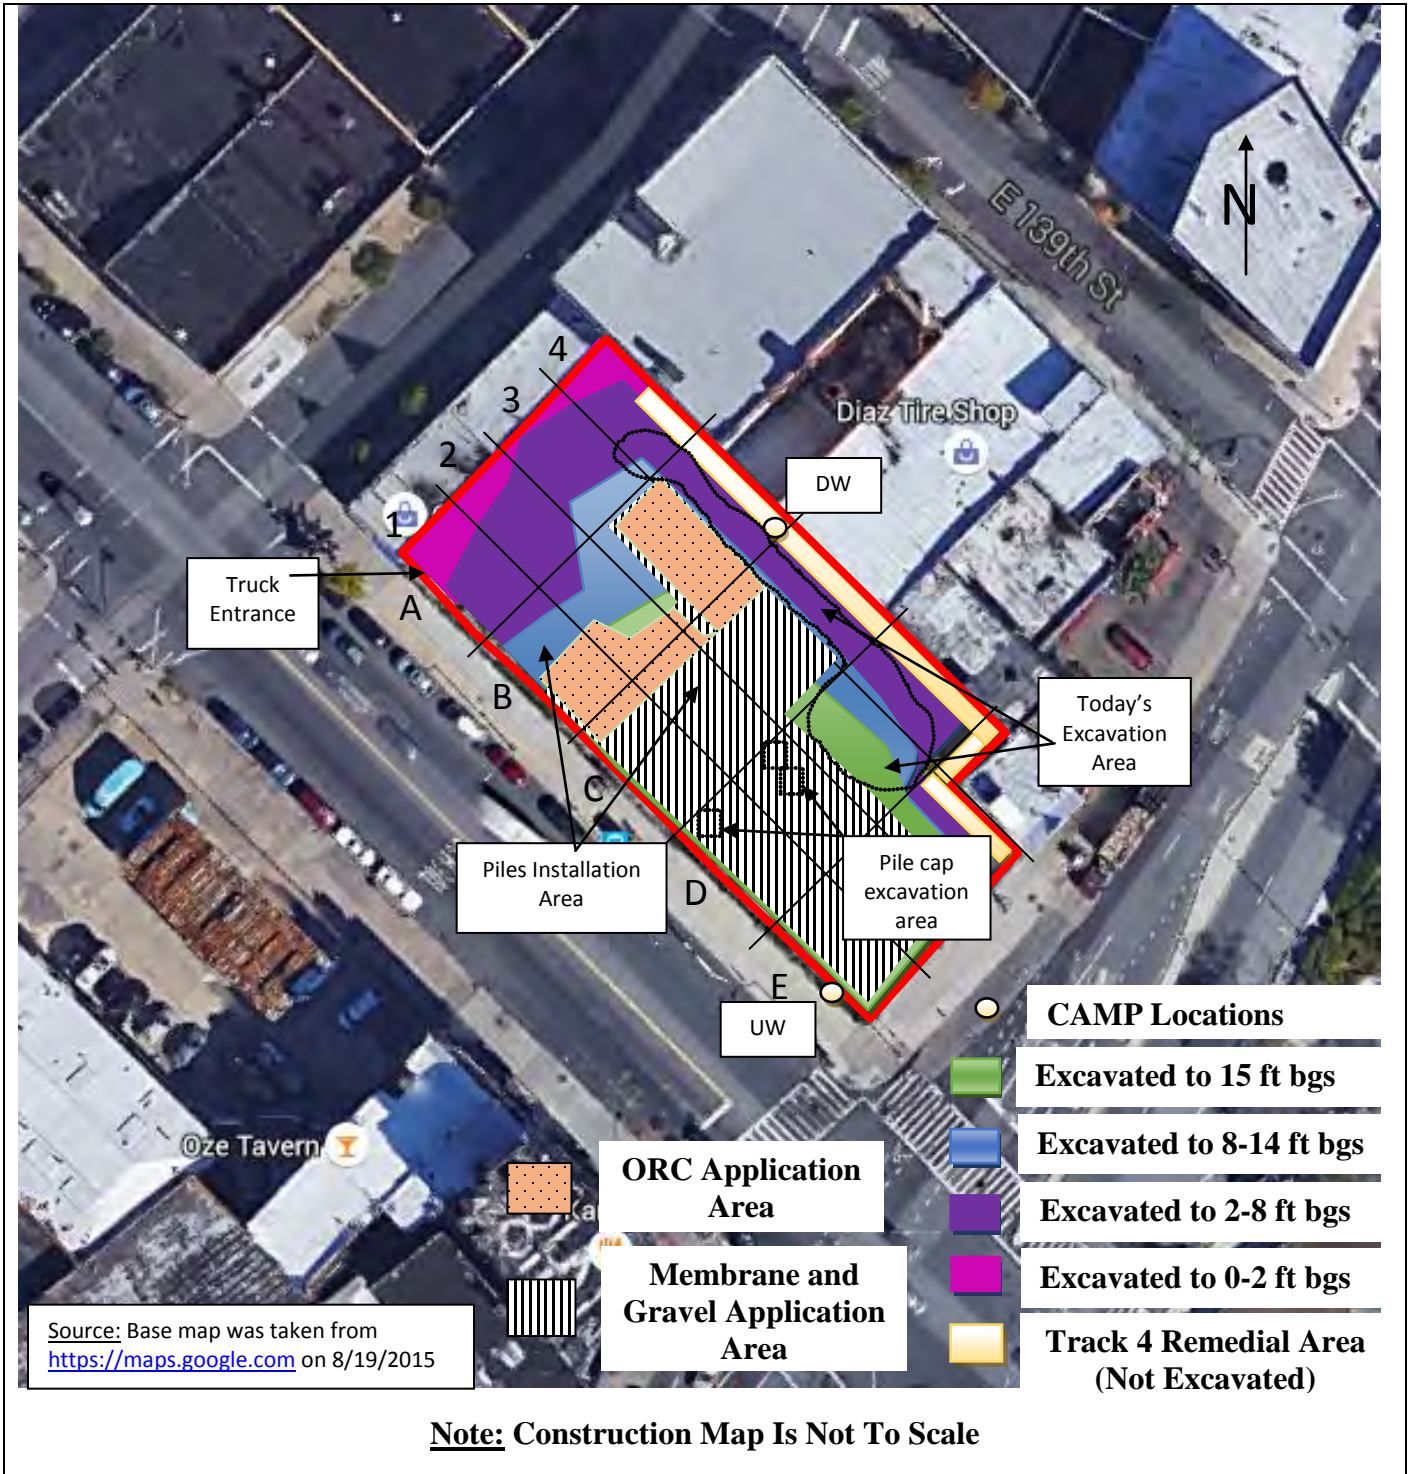 E 139th St
N
4
3
Diaz Tire Shop
2
DW
1
Truck
Entrance
A
B
Today's
Excavation
Area
C
Piles Installation
Area
Pile cap
excavation
area
D
E
UW
CAMP Locations
Excavated to 15 ft bgs
Excavated to 8-14 ft bgs
Oze Tavern
ORC Application
Area
Excavated to 2-8 ft bgs
Ka
Membrane and
Gravel Application
Area
Excavated to 0-2 ft bgs
Track 4 Remedial Area
(Not Excavated)
Source: Base map was taken from
https://maps.google.com on 8/19/2015
Note: Construction Map Is Not To Scale